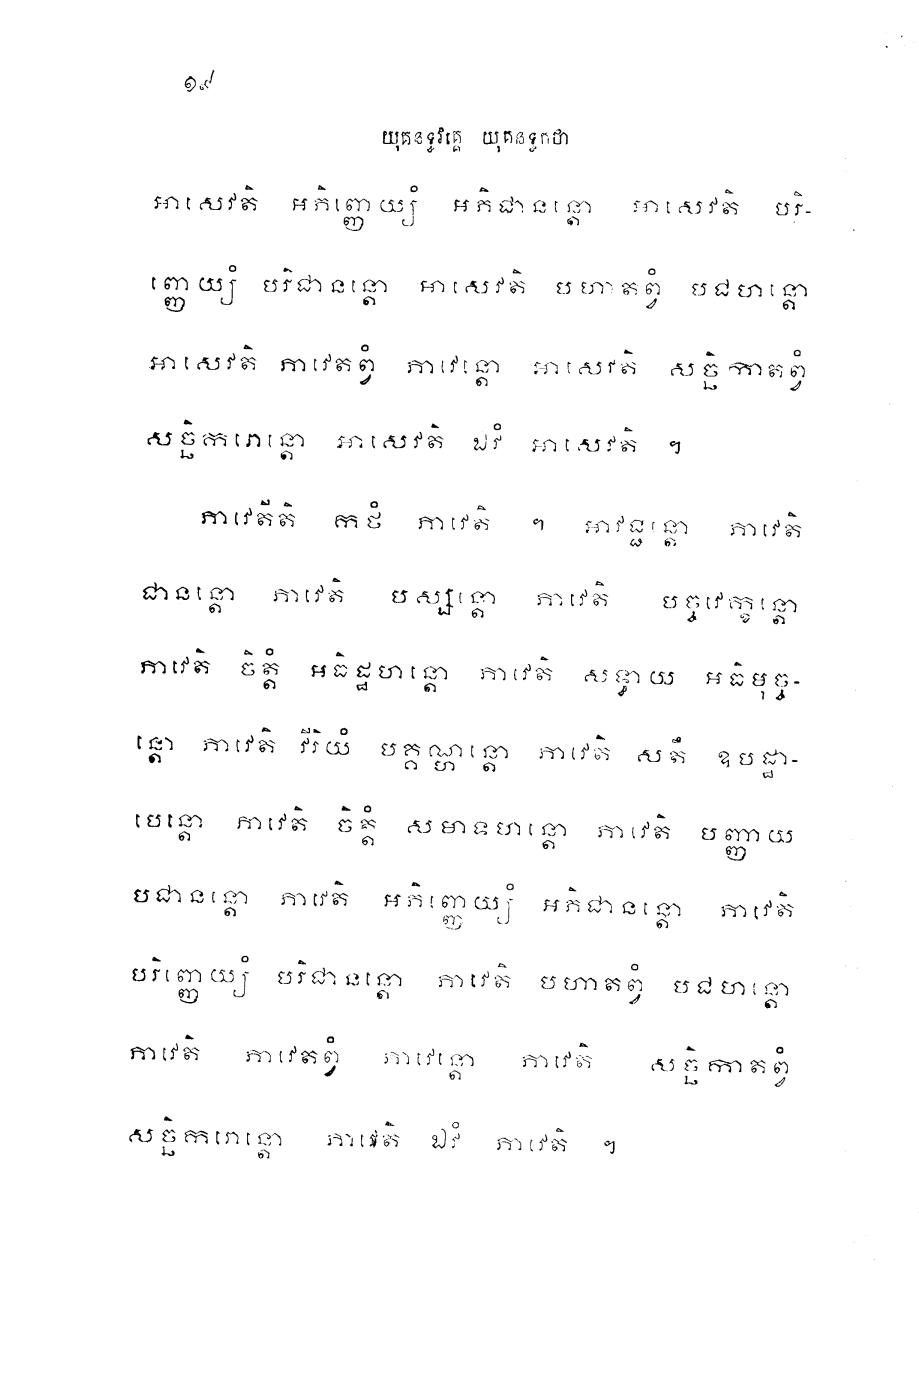 ១៩
យុគនទ្ធវគ្គេ យុគនទ្ធកថា
អាសេវតិ អភិញ្ញេយ្យំ អភិជានន្តោ អាសេវតិ បរិ-
ញ្ញេយ្យំ បរិជានន្តោ អាសេវតិ បហាតព្វំ បជហន្តោ
អាសេវតិ ភាវេតព្វំ ភាវេន្តោ អាសេវតិ សច្ឆិកាតព្វំ
សច្ឆិករោន្តោ អាសេវតិ ឯវំ អាសេវតិ ។
ភាវេតីតិ កថំ ភាវេតិ ។ អាវជ្ជន្តោ ភាវេតិ
ជានន្តោ ភាវេតិ បស្សន្តោ ភាវេតិ បច្ចវេក្ខន្តោ
ភាវេតិ ចិត្តំ អធិដ្ឋហន្តោ ភាវេតិ សទ្ធាយ អធិមុច្ច-
ន្តោ ភាវេតិ វីរិយំ បគ្គណ្ហន្តោ ភាវេតិ សតឹ ឧបដ្ឋា-
បេន្តោ ភាវេតិ ចិត្តំ សមាទហន្តោ ភាវេតិ បញ្ញាយ
បជានន្តោ ភាវេតិ អភិញ្ញេយ្យំ អភិជានន្តោ ភាវេតិ
បរិញ្ញេយ្យំ បរិជានន្តោ ភាវេតិ បហាតព្វំ បជហន្តោ
ភាវេតិ ភាវេតព្វំ ភាវេន្តោ ភាវេតិ សច្ឆិកាតព្វំ
សច្ឆិករោន្តោ ភាវេតិ ឯវំ ភាវេតិ ។